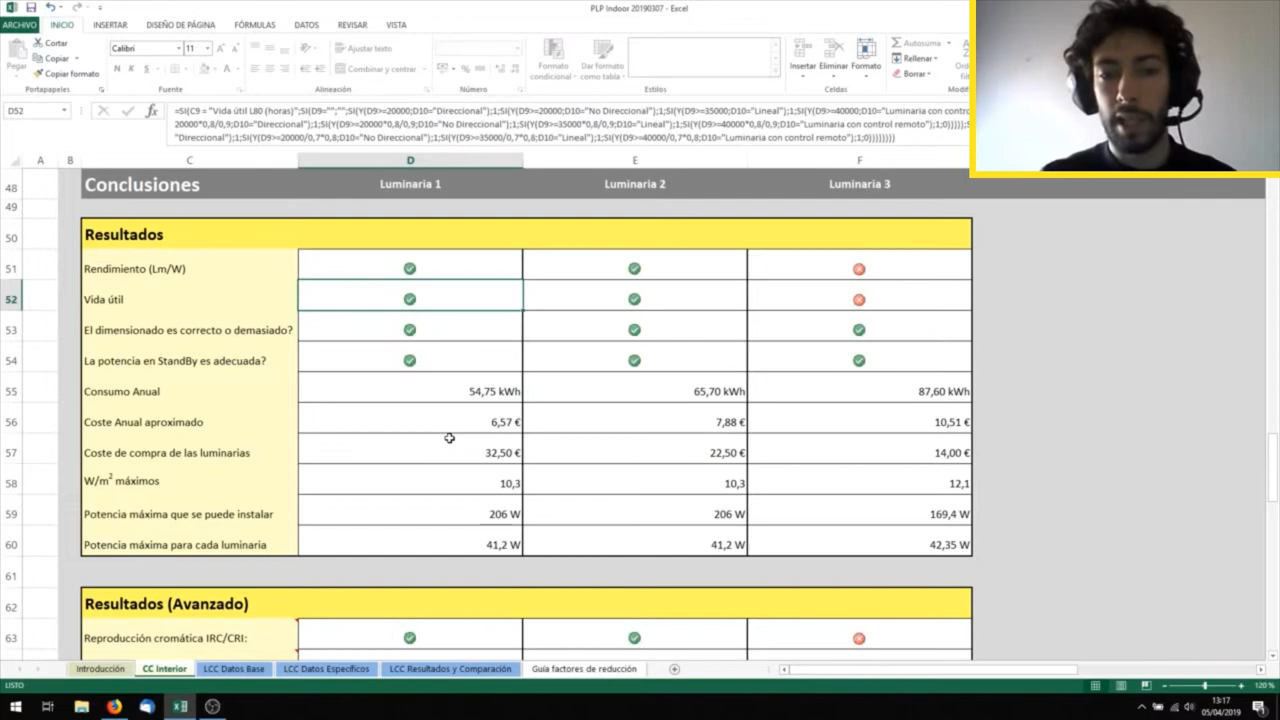 PLP Indoor 20190307 - Excel
ARCHIVO INICIO INSERTAR DISEÑO DE PÁGINA FÓRMULAS DATOS REVISAR VISTA
Cortar
Copiar
Copiar formato
Pegar
Calibri 11
N K S
Ajustar texto
Combinar y centrar
Formato condicional
Dar formato como tabla
Insertar Eliminar Formato
Autosuma
Rellenar
Borrar
Portapapeles Fuente Alineación Número Estilos Celdas
D52
=SI(C9 = "Vida útil L80 (horas)";SI(D9="";"";SI(Y(D9>=20000;D10="Direccional");1;SI(Y(D9>=20000;D10="No Direccional");1;SI(Y(D9>=35000;D10="Lineal");1;SI(Y(D9>=40000;D10="Luminaria con control
20000*0,8/0,9;D10="Direccional");1;SI(Y(D9>=20000*0,8/0,9;D10="No Direccional");1;SI(Y(D9>=35000*0,8/0,9;D10="Lineal");1;SI(Y(D9>=40000*0,8/0,9;D10="Luminaria con control remoto");1;0)))));S
"Direccional");1;SI(Y(D9>=20000/0,7*0,8;D10="No Direccional");1;SI(Y(D9>=35000/0,7*0,8;D10="Lineal");1;SI(Y(D9>=40000/0,7*0,8;D10="Luminaria con control remoto");1;0))))))))
A B C D E F
48 Conclusiones Luminaria 1 Luminaria 2 Luminaria 3
49
50 Resultados
51 Rendimiento (Lm/W)
52 Vida útil
53 El dimensionado es correcto o demasiado?
54 La potencia en StandBy es adecuada?
55 Consumo Anual 54,75 kWh 65,70 kWh 87,60 kWh
56 Coste Anual aproximado 6,57 € 7,88 € 10,51 €
57 Coste de compra de las luminarias 32,50 € 22,50 € 14,00 €
58 W/m² máximos 10,3 10,3 12,1
59 Potencia máxima que se puede instalar 206 W 206 W 169,4 W
60 Potencia máxima para cada luminaria 41,2 W 41,2 W 42,35 W
61
62 Resultados (Avanzado)
63 Reproducción cromática IRC/CRI:
Introducción CC Interior LCC Datos Base LCC Datos Específicos LCC Resultados y Comparación Guía factores de reducción
LISTO 120 %
13:17
05/04/2019